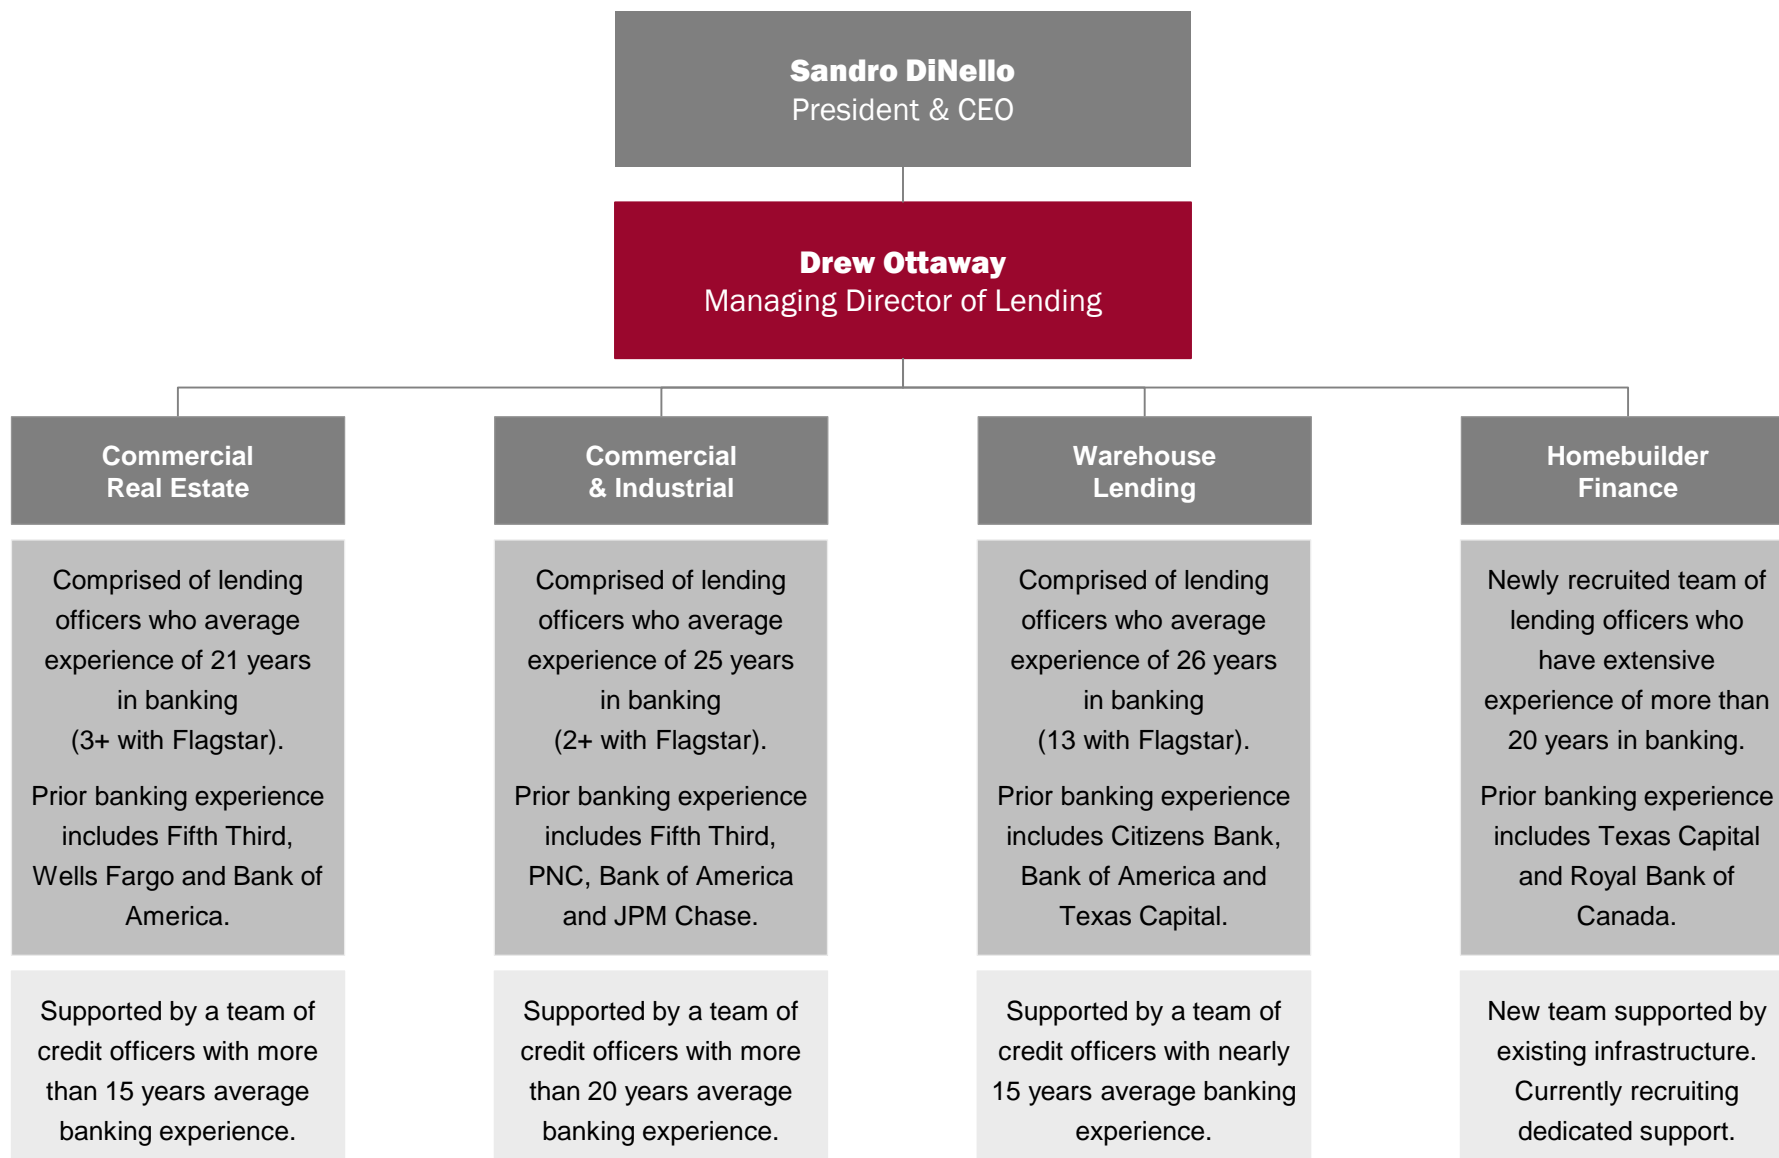 Sandro DiNello
President & CEO
Drew Ottaway
Managing Director of Lending
Commercial
Real Estate
Comprised of lending
officers who average
experience of 21 years
in banking
(3+ with Flagstar).
Prior banking experience
includes Fifth Third,
Wells Fargo and Bank of
America.
Supported by a team of
credit officers with more
than 15 years average
banking experience.
Commercial
& Industrial
Comprised of lending
officers who average
experience of 25 years
in banking
(2+ with Flagstar).
Prior banking experience
includes Fifth Third,
PNC, Bank of America
and JPM Chase.
Supported by a team of
credit officers with more
than 20 years average
banking experience.
Warehouse
Lending
Comprised of lending
officers who average
experience of 26 years
in banking
(13 with Flagstar).
Prior banking experience
includes Citizens Bank,
Bank of America and
Texas Capital.
Supported by a team of
credit officers with nearly
15 years average banking
experience.
Homebuilder
Finance
Newly recruited team of
lending officers who
have extensive
experience of more than
20 years in banking.
Prior banking experience
includes Texas Capital
and Royal Bank of
Canada.
New team supported by
existing infrastructure.
Currently recruiting
dedicated support.